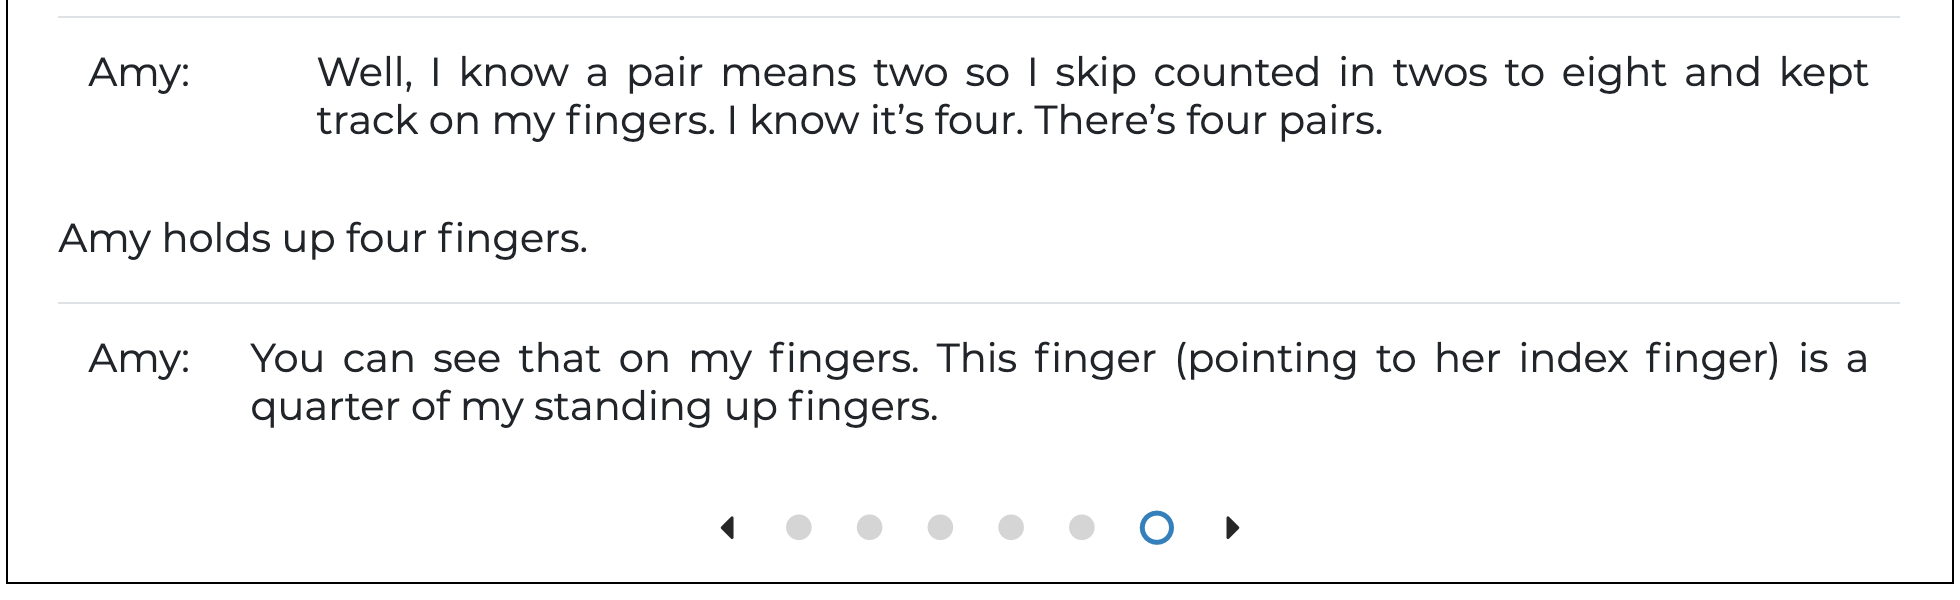 Amy: Well, I know a pair means two so I skip counted in twos to eight and kept
track on my fingers. I know it’s four. There’s four pairs.
Amy holds up four fingers.
Amy: You can see that on my fingers. This finger (pointing to her index finger) is a
quarter of my standing up fingers.